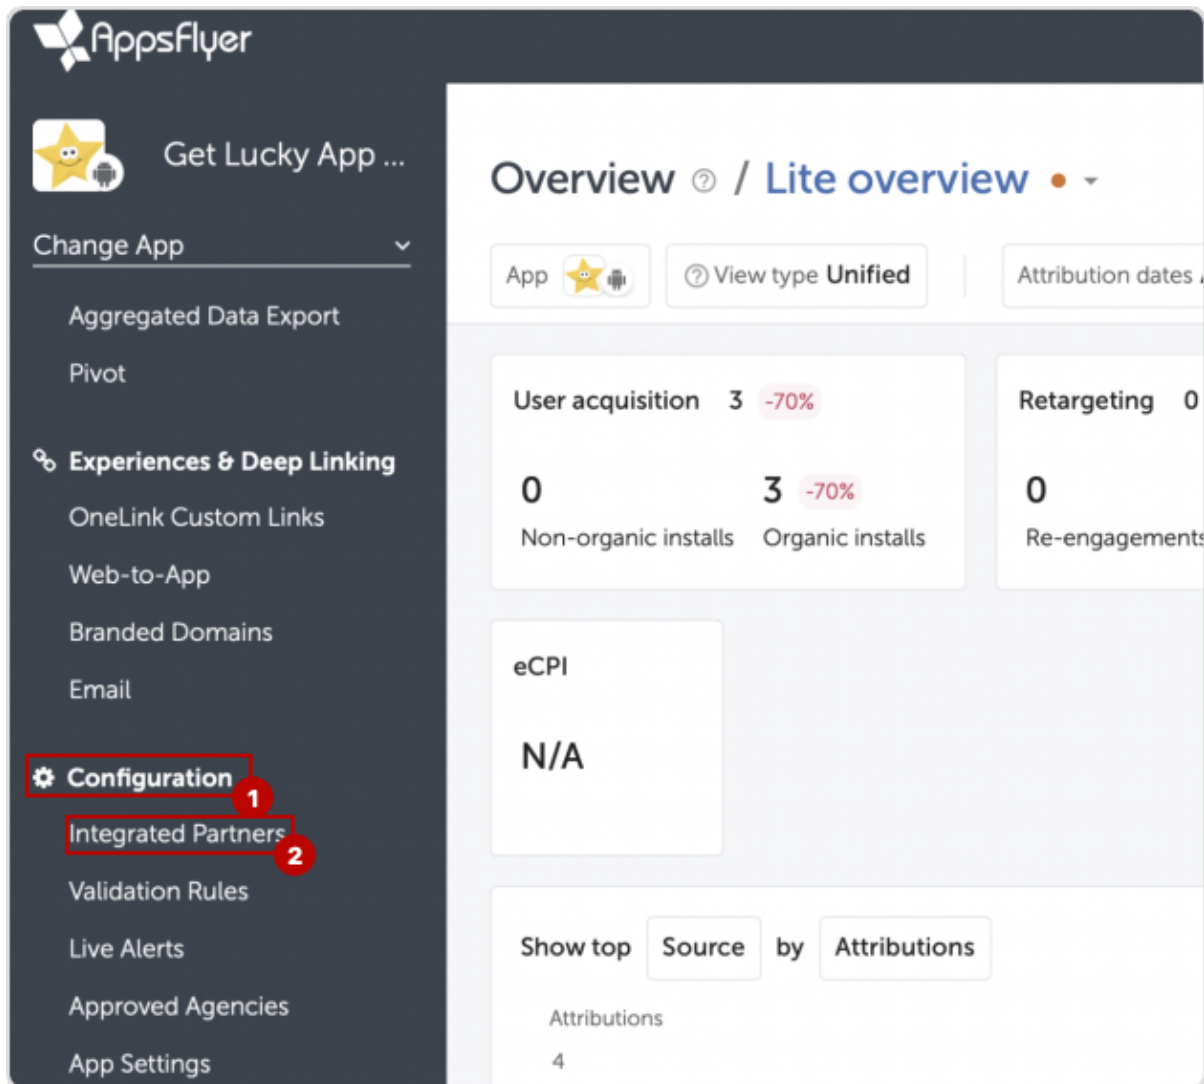 AppsFlyer
Get Lucky App ...
Change App
Aggregated Data Export
Pivot
Experiences & Deep Linking
OneLink Custom Links
Web-to-App
Branded Domains
Email
Configuration
1
Integrated Partners
2
Validation Rules
Live Alerts
Approved Agencies
App Settings
Overview ? / Lite overview
App
? View type Unified
Attribution dates
User acquisition 3 -70%
0 3 -70%
Non-organic installs Organic installs
Retargeting 0
0
Re-engagements
eCPI
N/A
Show top Source by Attributions
Attributions
4